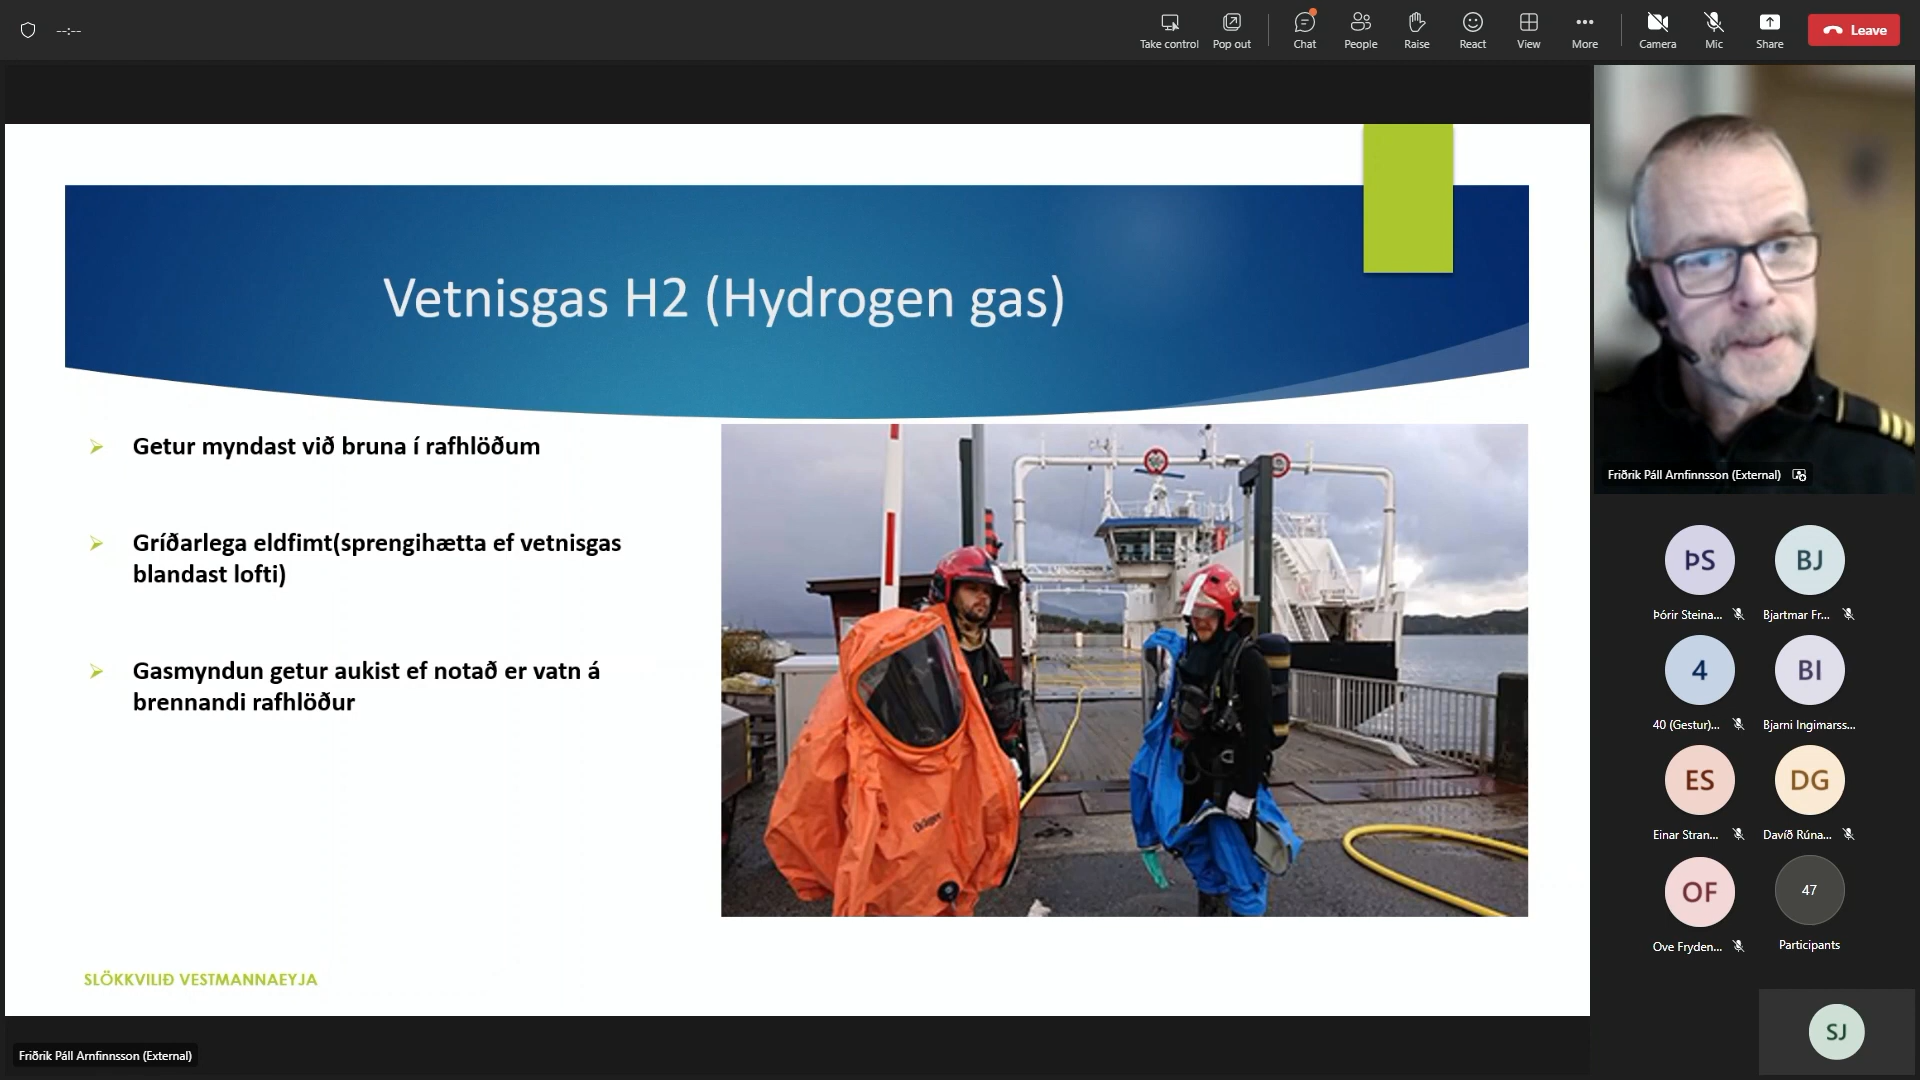 --:--
Take control
Pop out
Chat
People
Raise
React
View
More
Camera
Mic
Share
Leave
Vetnisgas H2 (Hydrogen gas)
Getur myndast við bruna í rafhlöðum
Gríðarlega eldfimt(sprengihætta ef vetnisgas
blandast lofti)
Gasmyndun getur aukist ef notað er vatn á
brennandi rafhlöður
Dräger
SLÖKKVILIÐ VESTMANNAEYJA
Friðrik Páll Arnfinnsson (External)
Friðrik Páll Arnfinnsson (External)
ÞS
BJ
Þórir Steina...
Bjartmar Fr...
4
BI
40 (Gestur)...
Bjarni Ingimarss...
ES
DG
Einar Stran...
Davíð Rúna...
OF
47
Ove Fryden...
Participants
SJ